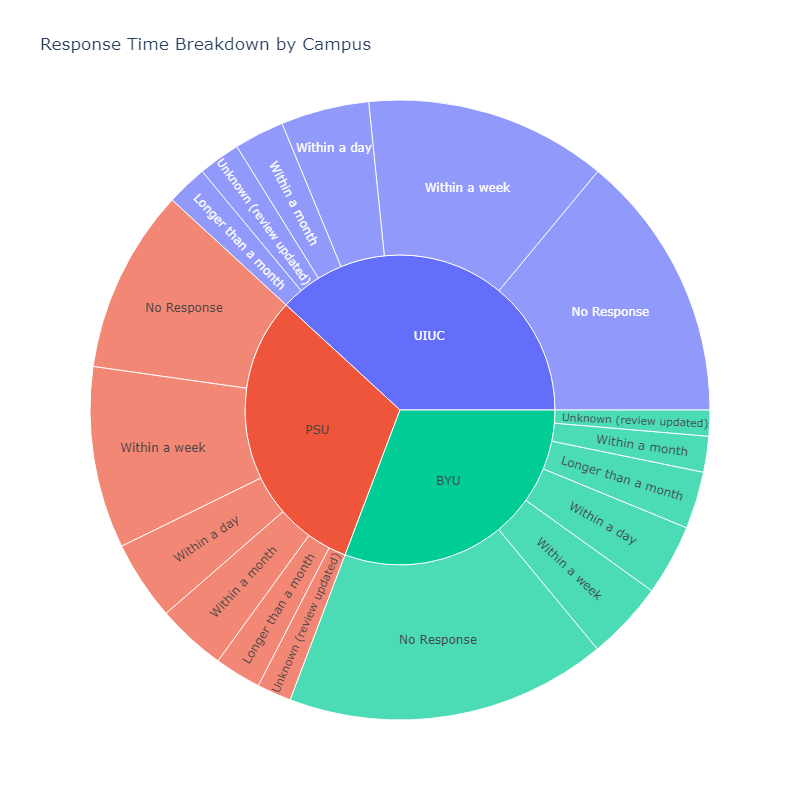 Response Time Breakdown by Campus
Within a day
Within a week
Unknown (review updated)
Within a month
Longer than a month
No Response
No Response
UIUC
Unknown (review updated)
PSU
Within a month
Within a week
BYU
Longer than a month
Within a day
Within a day
Within a month
Within a week
Longer than a month
Unknown (review updated)
No Response